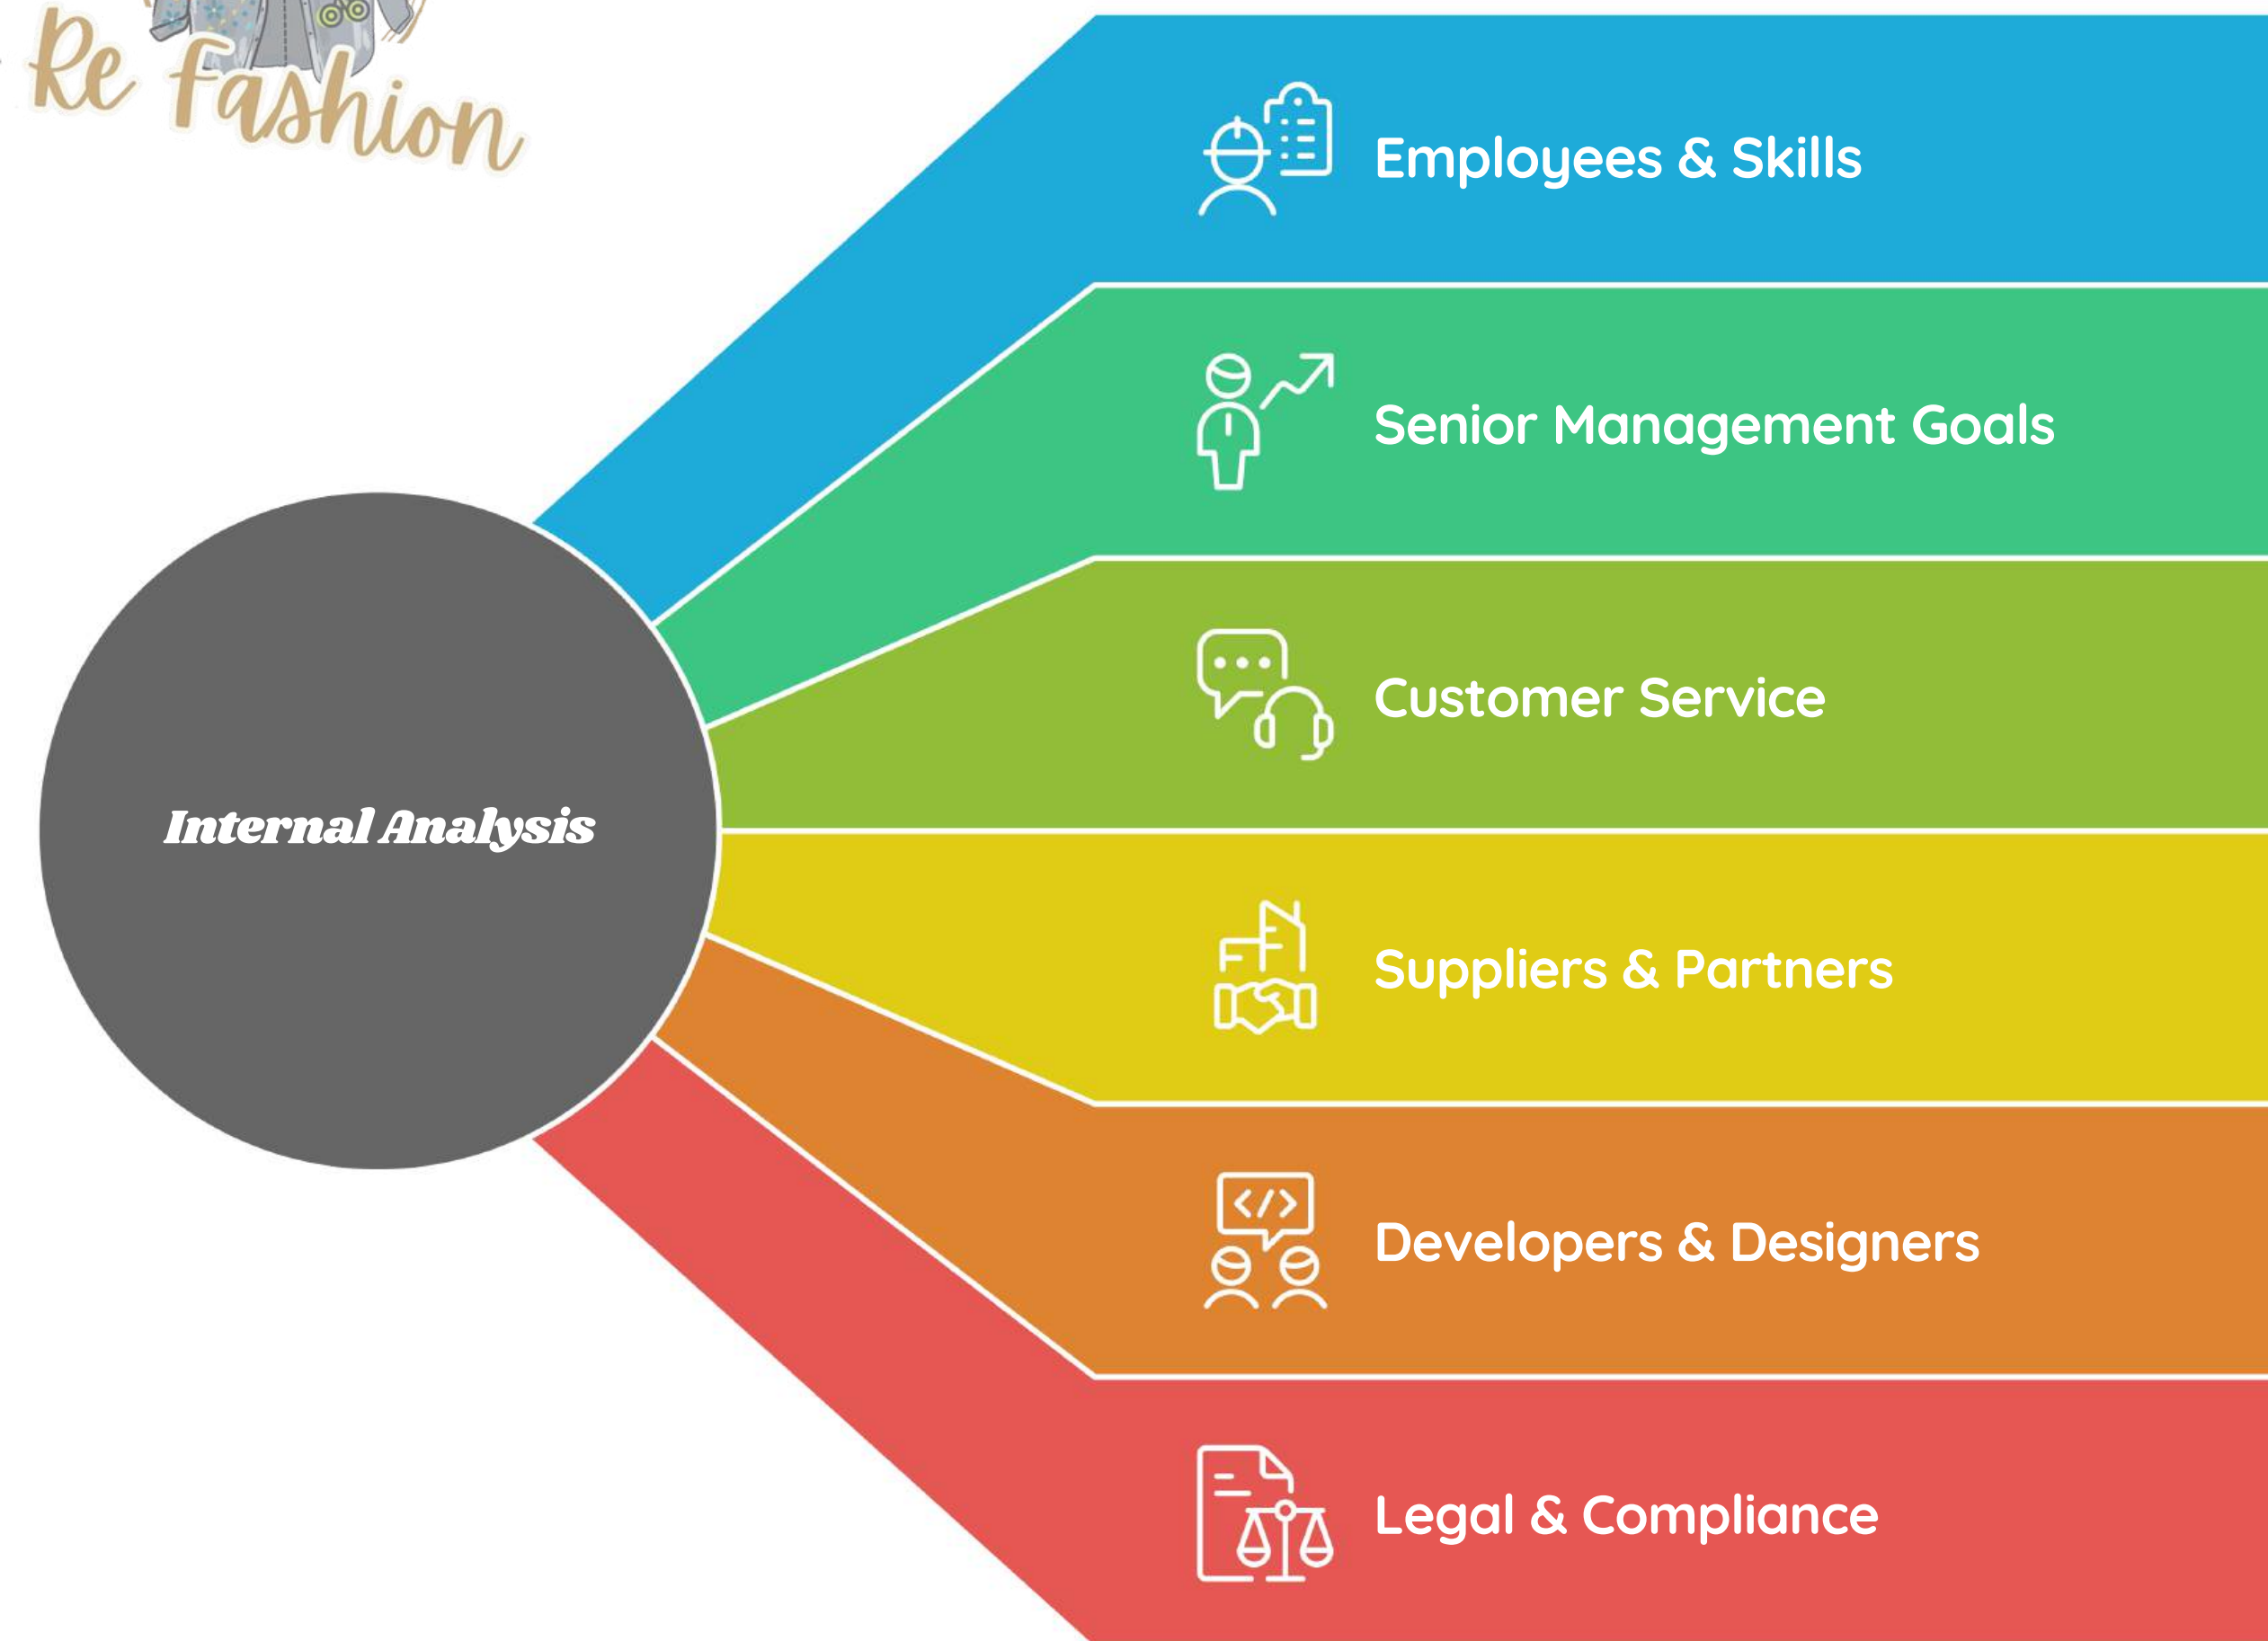 Re Fashion
Employees & Skills
Senior Management Goals
Customer Service
Internal Analysis
Suppliers & Partners
Developers & Designers
Legal & Compliance